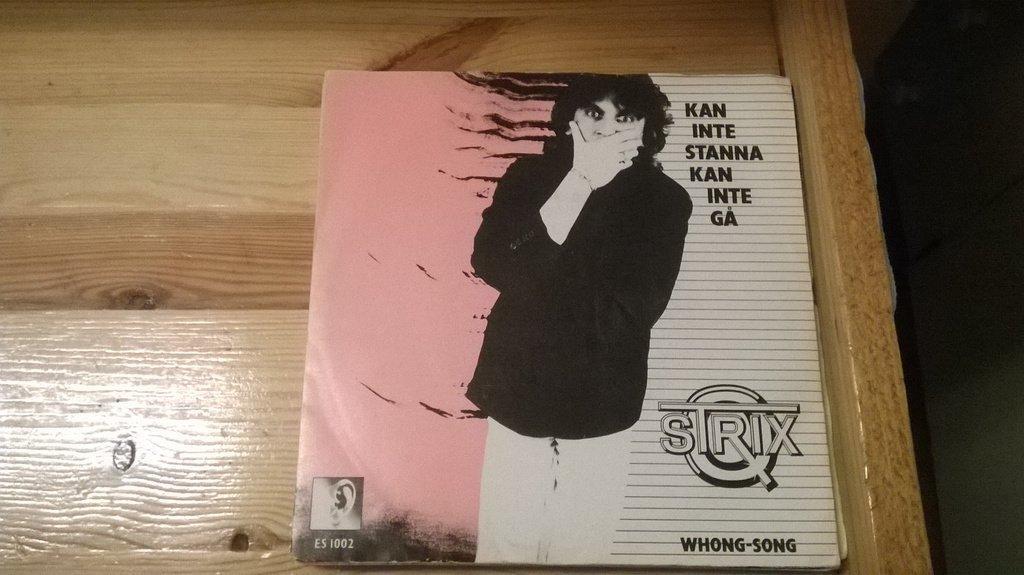 KAN
INTE
STANNA
KAN
INTE
GÅ
STRIX Q
WHONG-SONG
ES 1002